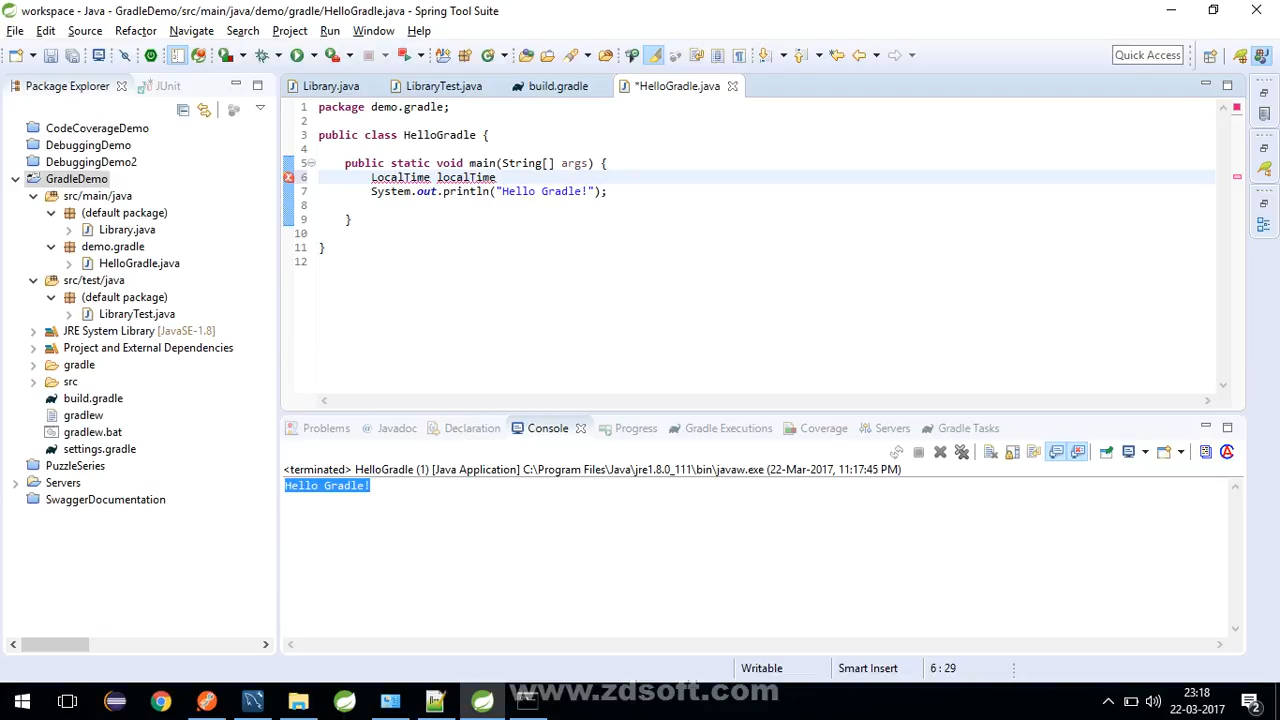 workspace - Java - GradleDemo/src/main/java/demo/gradle/HelloGradle.java - Spring Tool Suite
File Edit Source Refactor Navigate Search Project Run Window Help
Quick Access
Package Explorer JUnit
Library.java LibraryTest.java build.gradle *HelloGradle.java
CodeCoverageDemo
DebuggingDemo
DebuggingDemo2
GradleDemo
src/main/java
(default package)
Library.java
demo.gradle
HelloGradle.java
src/test/java
(default package)
LibraryTest.java
JRE System Library [JavaSE-1.8]
Project and External Dependencies
gradle
src
build.gradle
gradlew
gradlew.bat
settings.gradle
PuzzleSeries
Servers
SwaggerDocumentation
1 package demo.gradle;
2
3 public class HelloGradle {
4
5 public static void main(String[] args) {
6 LocalTime localTime
7 System.out.println("Hello Gradle!");
8
9 }
10
11 }
12
Problems Javadoc Declaration Console Progress Gradle Executions Coverage Servers Gradle Tasks
<terminated> HelloGradle (1) [Java Application] C:\Program Files\Java\jre1.8.0_111\bin\javaw.exe (22-Mar-2017, 11:17:45 PM)
Hello Gradle!
Writable Smart Insert 6 : 29
www.zdsoft.com
23:18
22-03-2017
2